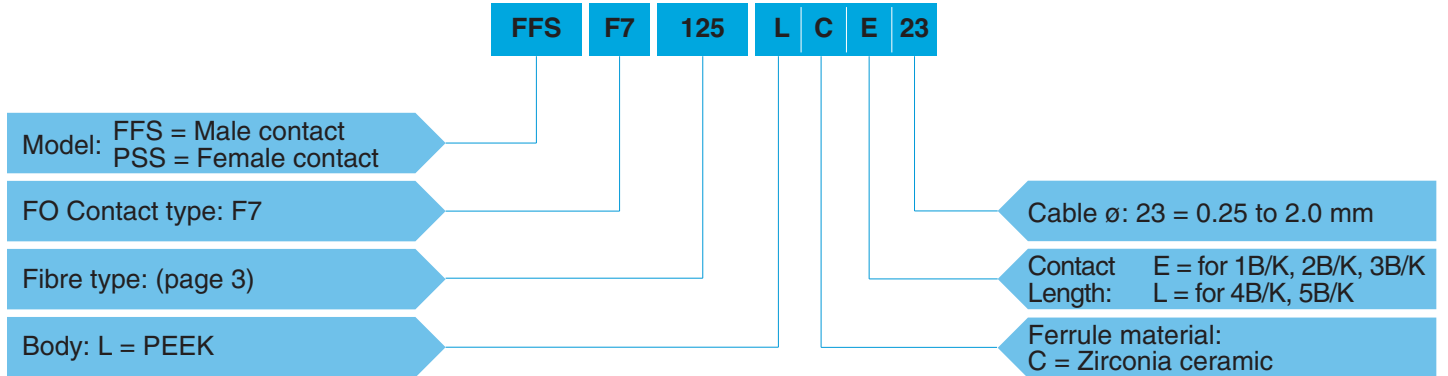 FFS F7 125 L C E 23
Model: FFS = Male contact
PSS = Female contact
FO Contact type: F7
Fibre type: (page 3)
Body: L = PEEK
Cable ø: 23 = 0.25 to 2.0 mm
Contact E = for 1B/K, 2B/K, 3B/K
Length: L = for 4B/K, 5B/K
Ferrule material:
C = Zirconia ceramic